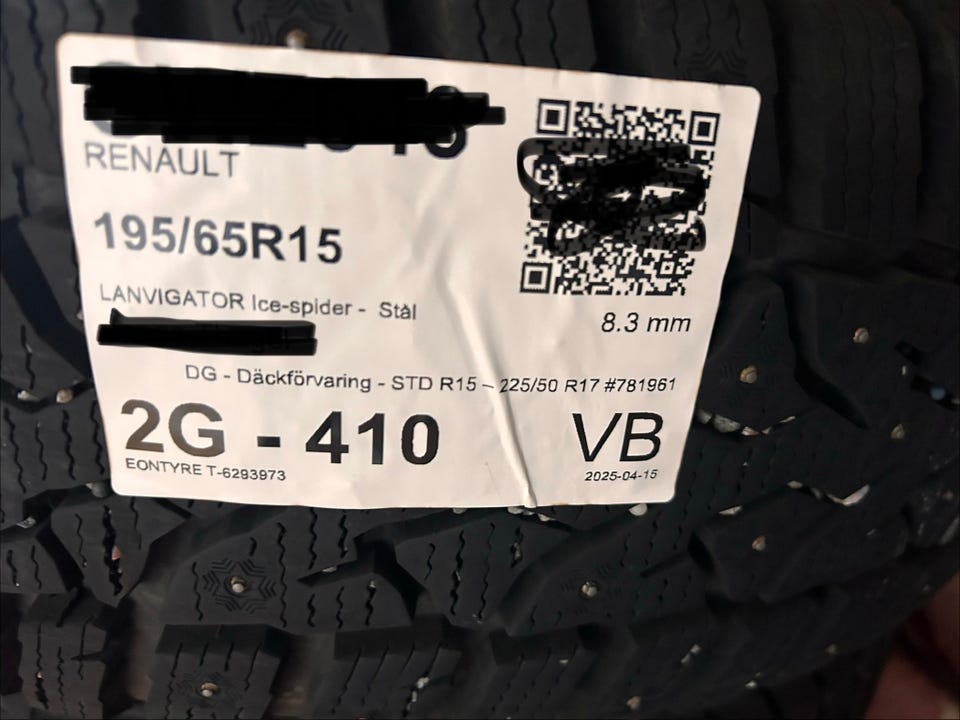 RENAULT
195/65R15
LANVIGATOR Ice-spider - Stål
8.3 mm
DG - Däckförvaring - STD R15 - 225/50 R17 #781961
2G - 410
VB
EONTYRE T-6293973
2025-04-15